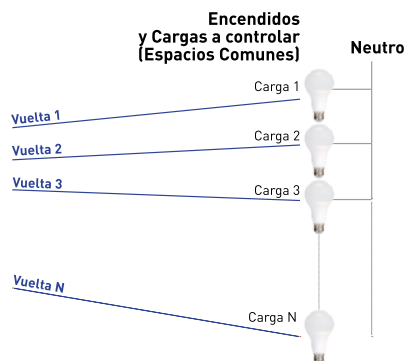 Encendidos
y Cargas a controlar
(Espacios Comunes)
Neutro
Carga 1
Vuelta 1
Carga 2
Vuelta 2
Carga 3
Vuelta 3
Vuelta N
Carga N